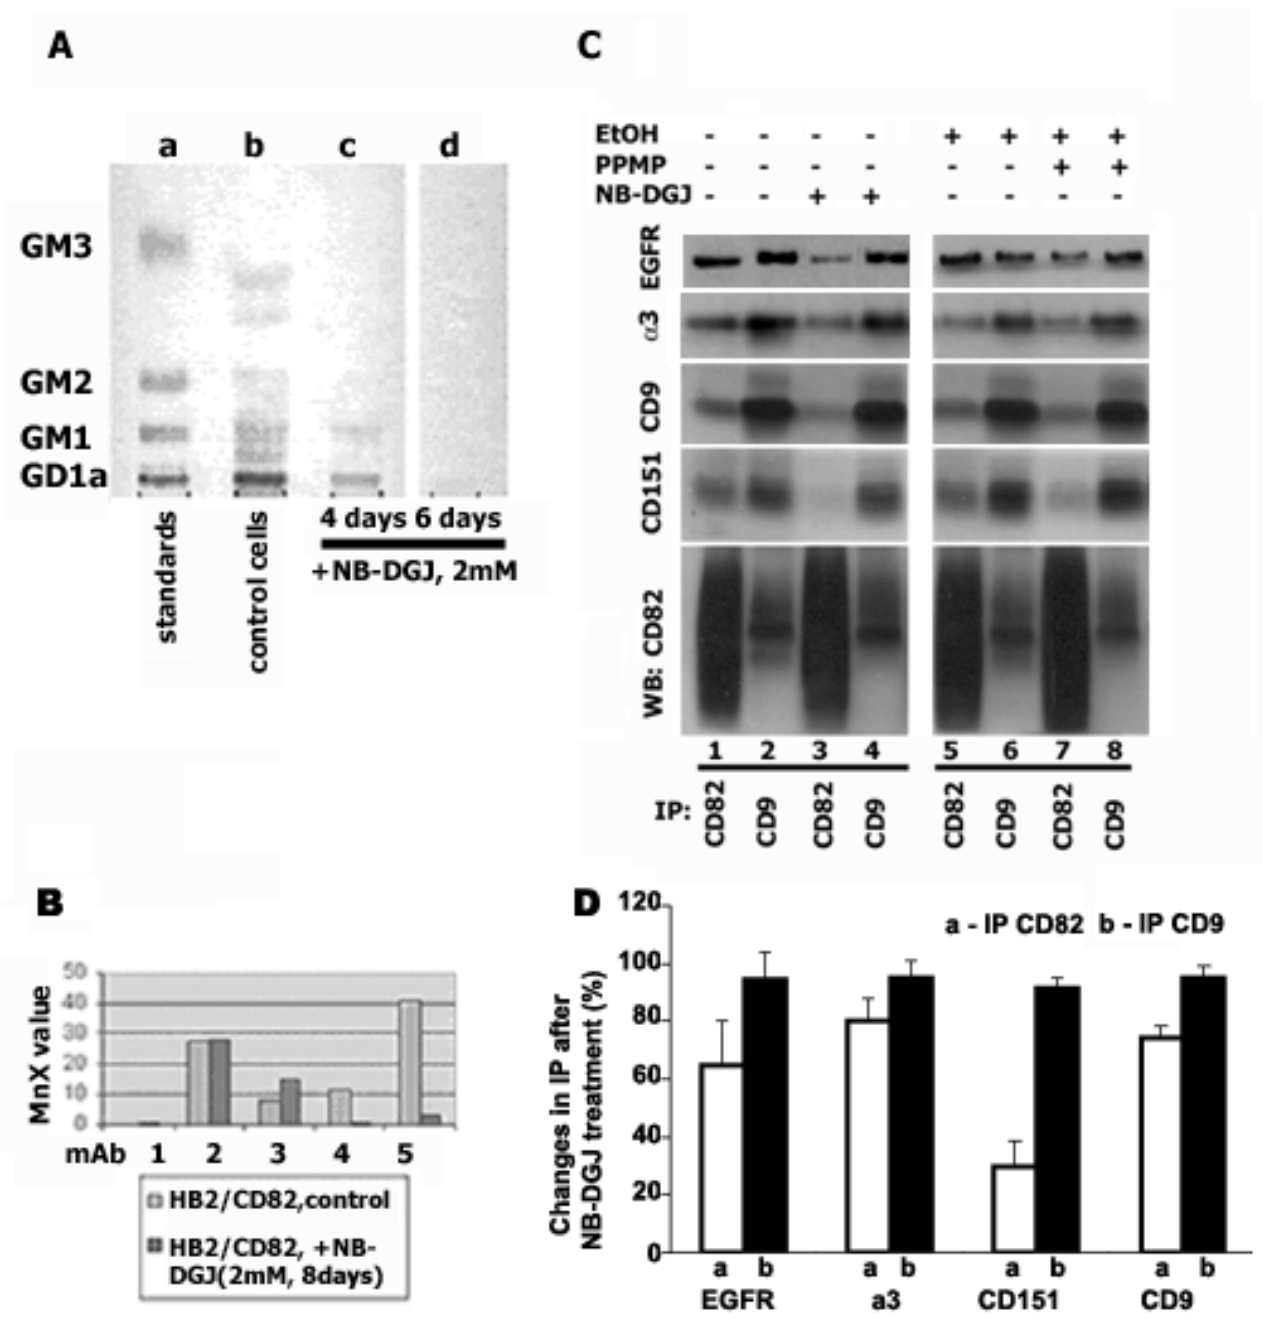 A
a b c d
GM3
GM2
GM1
GD1a
standards
control cells
4 days 6 days
+NB-DGJ, 2mM
C
EtOH - - - - + + + +
PPMP - - - - - - + +
NB-DGJ - - + + - - - -
EGFR
α3
CD9
CD151
WB: CD82
1 2 3 4 5 6 7 8
IP: CD82 CD9 CD82 CD9 CD82 CD9 CD82 CD9
B
MnX value
50
40
30
20
10
0
mAb 1 2 3 4 5
HB2/CD82,control
HB2/CD82, +NB-
DGJ(2mM, 8days)
D
Changes in IP after
NB-DGJ treatment (%)
120
100
80
60
40
20
0
a - IP CD82 b - IP CD9
a b a b a b a b
EGFR a3 CD151 CD9